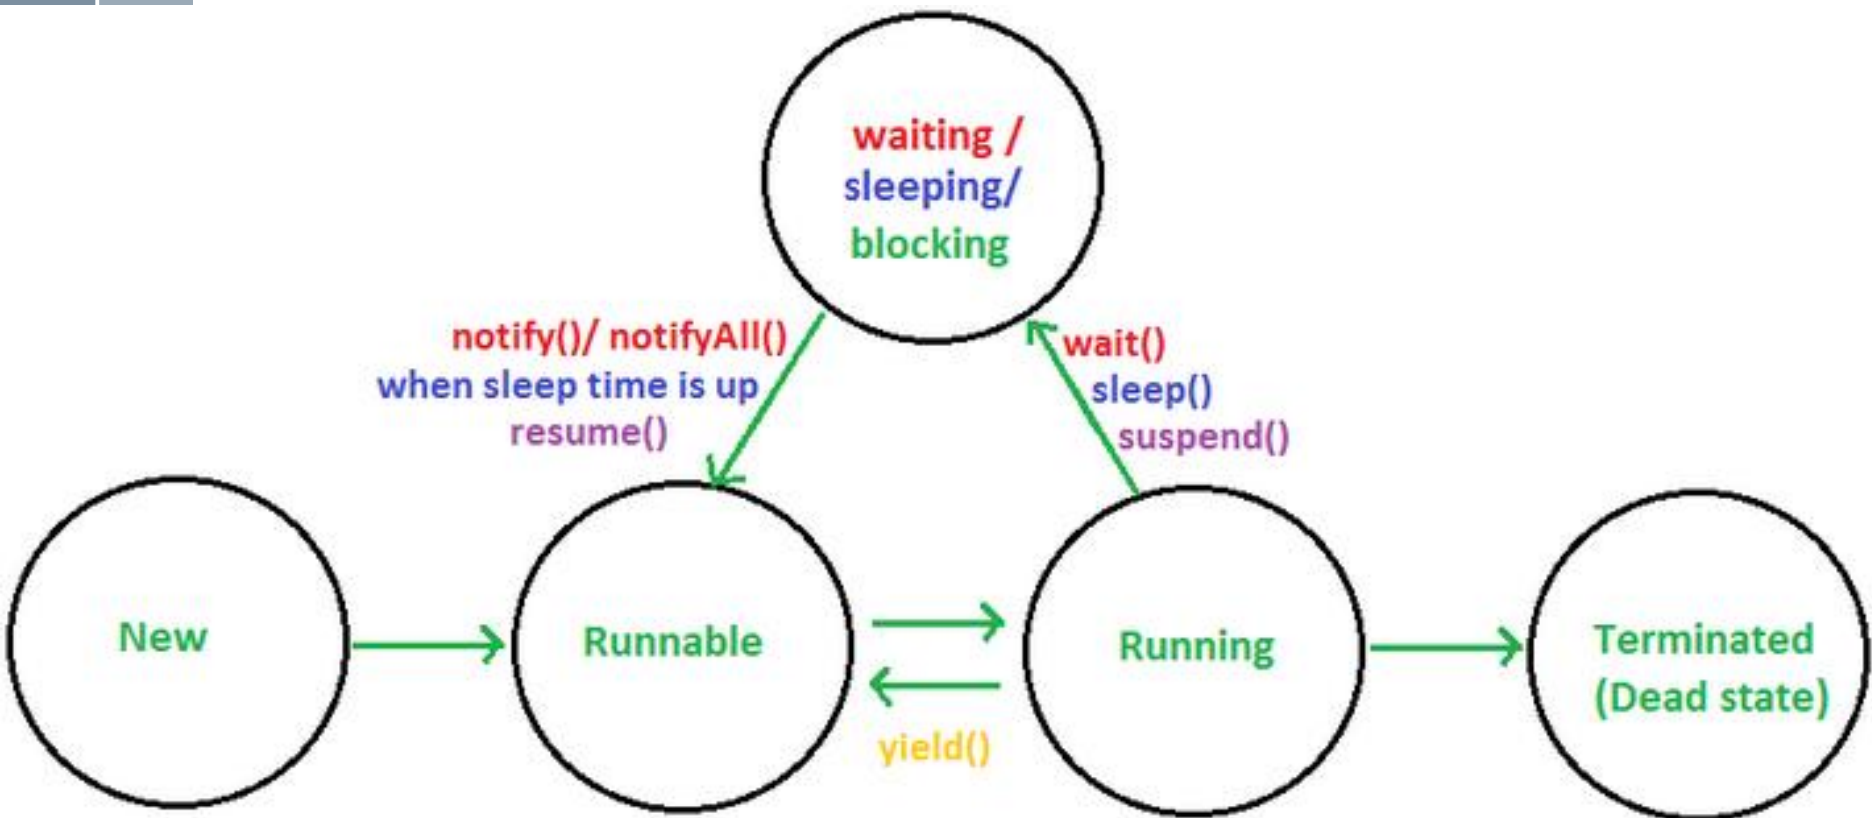 waiting /
sleeping/
blocking
notify()/ notifyAll()
when sleep time is up
resume()
wait()
sleep()
suspend()
New
Runnable
Running
Terminated
(Dead state)
yield()